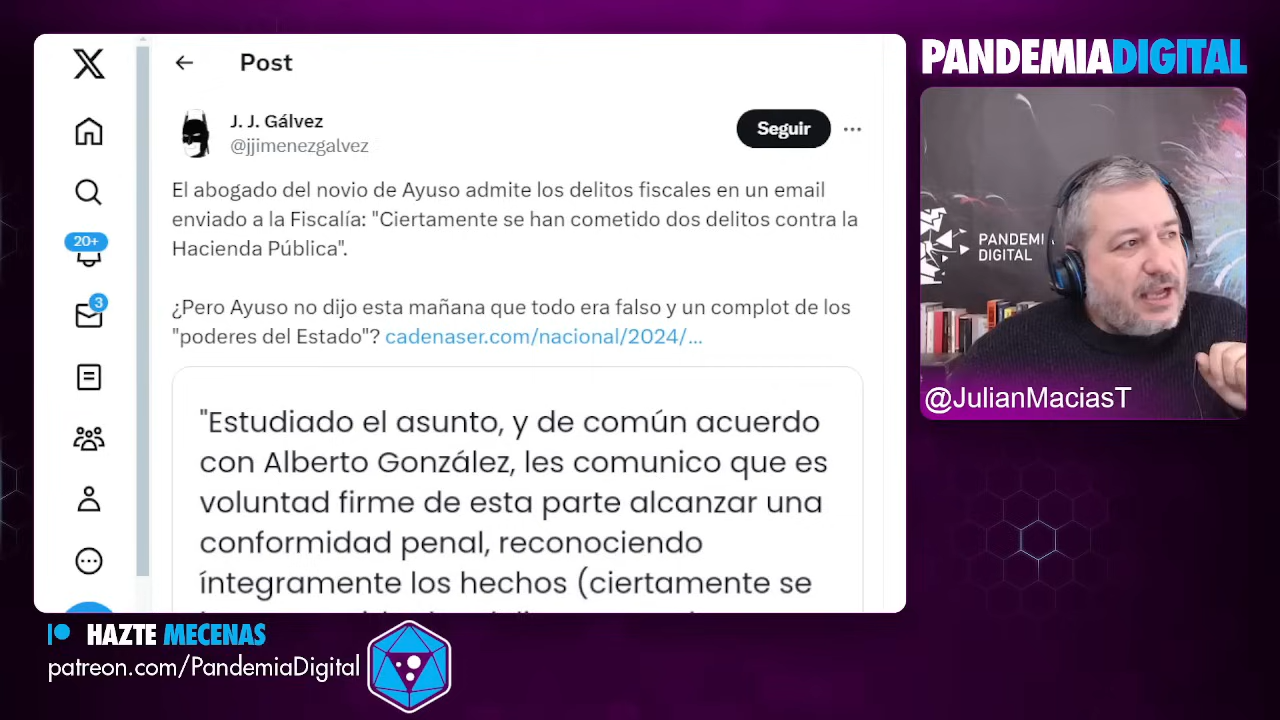 X
Post
J. J. Gálvez
@jjimenezgalvez
Seguir
El abogado del novio de Ayuso admite los delitos fiscales en un email
enviado a la Fiscalía: "Ciertamente se han cometido dos delitos contra la
Hacienda Pública".
¿Pero Ayuso no dijo esta mañana que todo era falso y un complot de los
"poderes del Estado"? cadenaser.com/nacional/2024/...
"Estudiado el asunto, y de común acuerdo
con Alberto González, les comunico que es
voluntad firme de esta parte alcanzar una
conformidad penal, reconociendo
íntegramente los hechos (ciertamente se
20+
3
PANDEMIADIGITAL
PANDEMI
DIGITAL
@JulianMaciasT
HAZTE MECENAS
patreon.com/PandemiaDigital